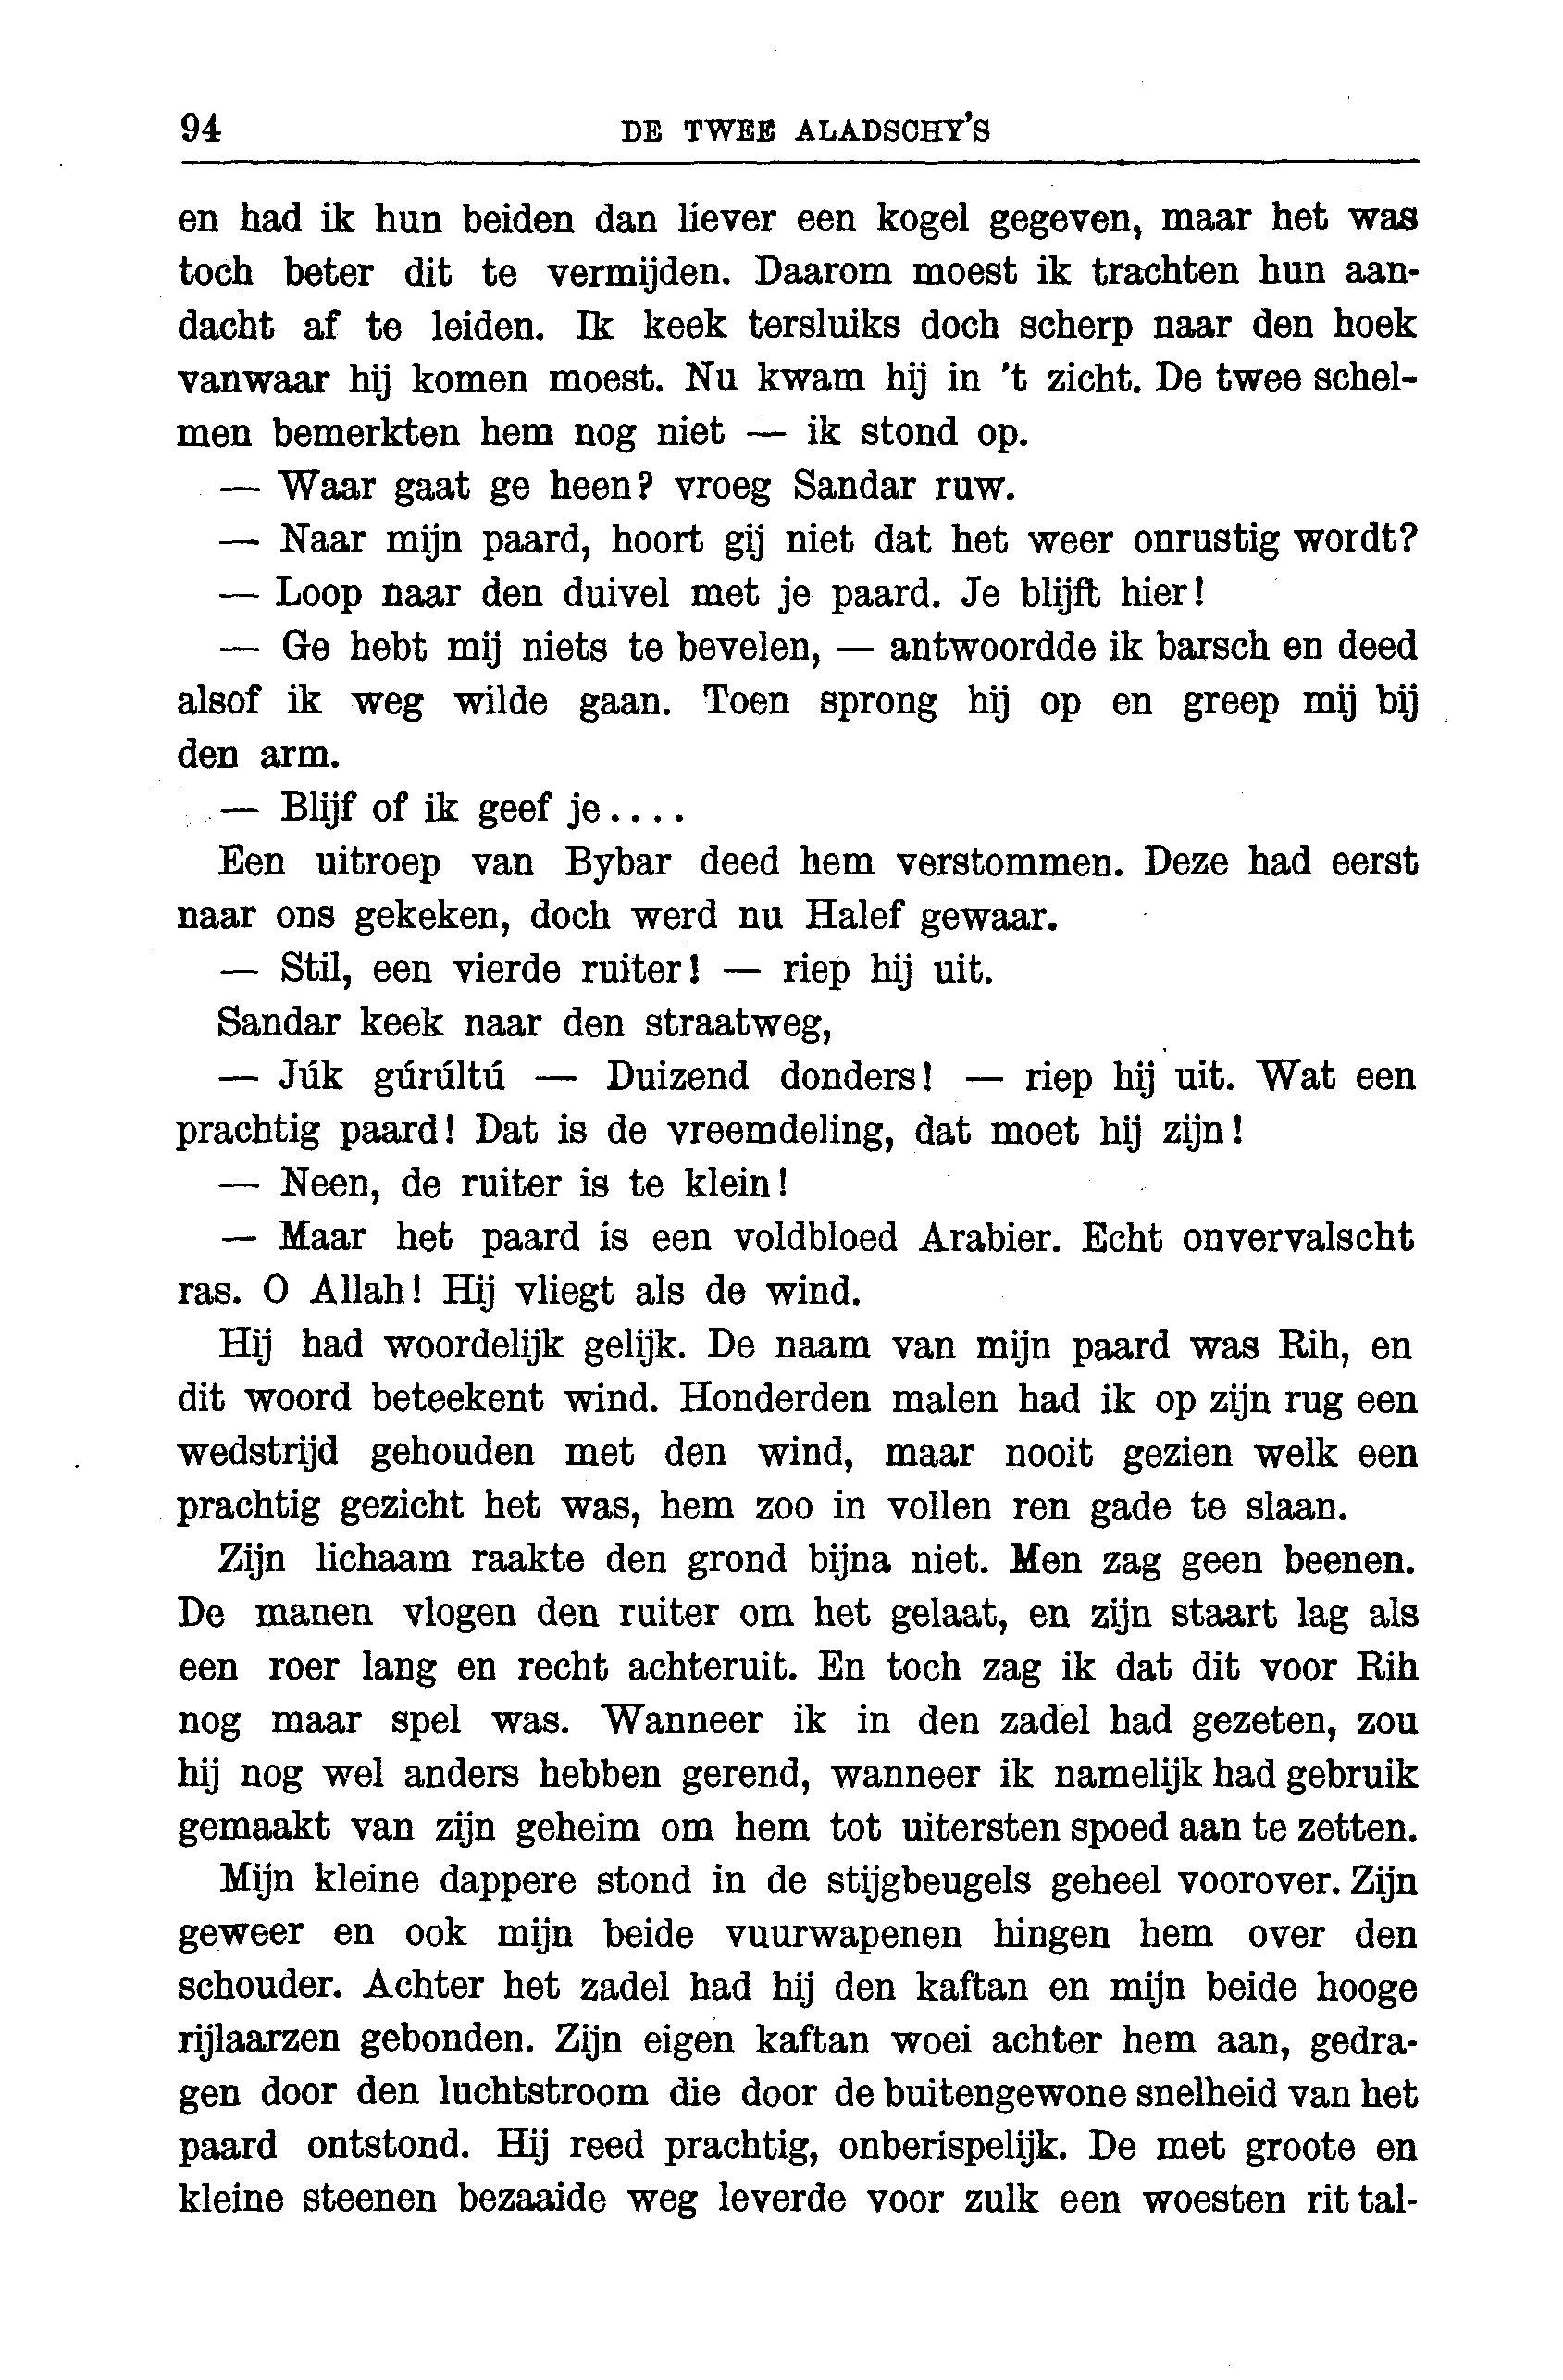 94 DE TWEE ALADSCHY'S
en had ik hun beiden dan liever een kogel gegeven, maar het was
toch beter dit te vermijden. Daarom moest ik trachten hun aan-
dacht af te leiden. Ik keek tersluiks doch scherp naar den hoek
vanwaar hij komen moest. Nu kwam hij in 't zicht. De twee schel-
men bemerkten hem nog niet — ik stond op.
— Waar gaat ge heen? vroeg Sandar ruw.
— Naar mijn paard, hoort gij niet dat het weer onrustig wordt?
— Loop naar den duivel met je paard. Je blijft hier!
— Ge hebt mij niets te bevelen, — antwoordde ik barsch en deed
alsof ik weg wilde gaan. Toen sprong hij op en greep mij bij
den arm.
— Blijf of ik geef je....
Een uitroep van Bybar deed hem verstommen. Deze had eerst
naar ons gekeken, doch werd nu Halef gewaar.
— Stil, een vierde ruiter! — riep hij uit.
Sandar keek naar den straatweg,
— Júk gúrúltú — Duizend donders! — riep hij uit. Wat een
prachtig paard! Dat is de vreemdeling, dat moet hij zijn!
— Neen, de ruiter is te klein!
— Maar het paard is een voldbloed Arabier. Echt onvervalscht
ras. O Allah! Hij vliegt als de wind.
Hij had woordelijk gelijk. De naam van mijn paard was Rih, en
dit woord beteekent wind. Honderden malen had ik op zijn rug een
wedstrijd gehouden met den wind, maar nooit gezien welk een
prachtig gezicht het was, hem zoo in vollen ren gade te slaan.
Zijn lichaam raakte den grond bijna niet. Men zag geen beenen.
De manen vlogen den ruiter om het gelaat, en zijn staart lag als
een roer lang en recht achteruit. En toch zag ik dat dit voor Rih
nog maar spel was. Wanneer ik in den zadel had gezeten, zou
hij nog wel anders hebben gerend, wanneer ik namelijk had gebruik
gemaakt van zijn geheim om hem tot uitersten spoed aan te zetten.
Mijn kleine dappere stond in de stijgbeugels geheel voorover. Zijn
geweer en ook mijn beide vuurwapenen hingen hem over den
schouder. Achter het zadel had hij den kaftan en mijn beide hooge
rijlaarzen gebonden. Zijn eigen kaftan woei achter hem aan, gedra-
gen door den luchtstroom die door de buitengewone snelheid van het
paard ontstond. Hij reed prachtig, onberispelijk. De met groote en
kleine steenen bezaaide weg leverde voor zulk een woesten rit tal-